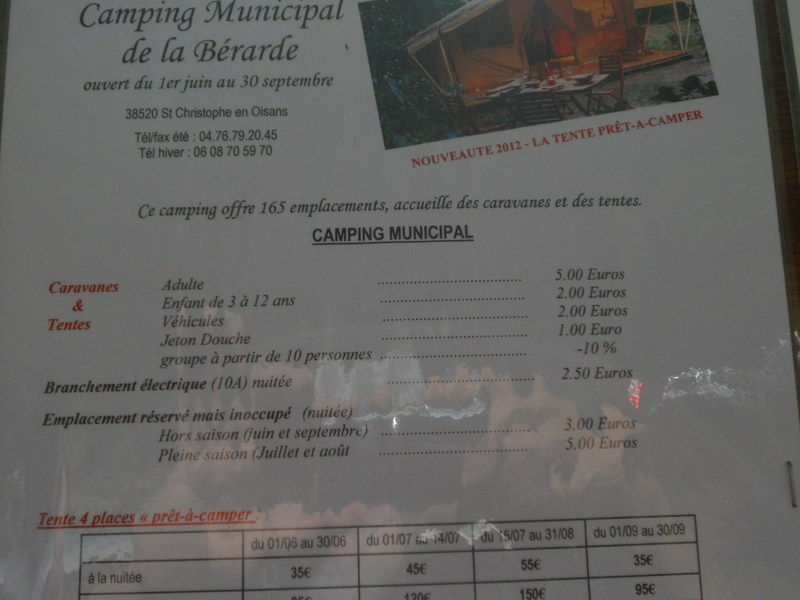 Camping Municipal
de la Bérarde
ouvert du 1er juin au 30 septembre
38520 St Christophe en Oisans
Tél/fax été : 04.76.79.20.45
Tél hiver : 06 08 70 59 70
NOUVEAUTE 2012 - LA TENTE PRÊT-A-CAMPER
Ce camping offre 165 emplacements, accueille des caravanes et des tentes.
CAMPING MUNICIPAL
Caravanes & Tentes
Adulte ................................ 5.00 Euros
Enfant de 3 à 12 ans ................................ 2.00 Euros
Véhicules ................................ 2.00 Euros
Jeton Douche ................................ 1.00 Euro
groupe à partir de 10 personnes ................................ -10 %
Branchement électrique (10A) nuitée ................................ 2.50 Euros
Emplacement réservé mais inoccupé (nuitée)
Hors saison (juin et septembre) ................................ 3.00 Euros
Pleine saison (Juillet et août ................................ 5.00 Euros
Tente 4 places « prêt-à-camper
du 01/06 au 30/06 du 01/07 au 14/07 du 15/07 au 31/08 du 01/09 au 30/09
à la nuitée 35€ 45€ 55€ 35€
120€ 150€ 95€